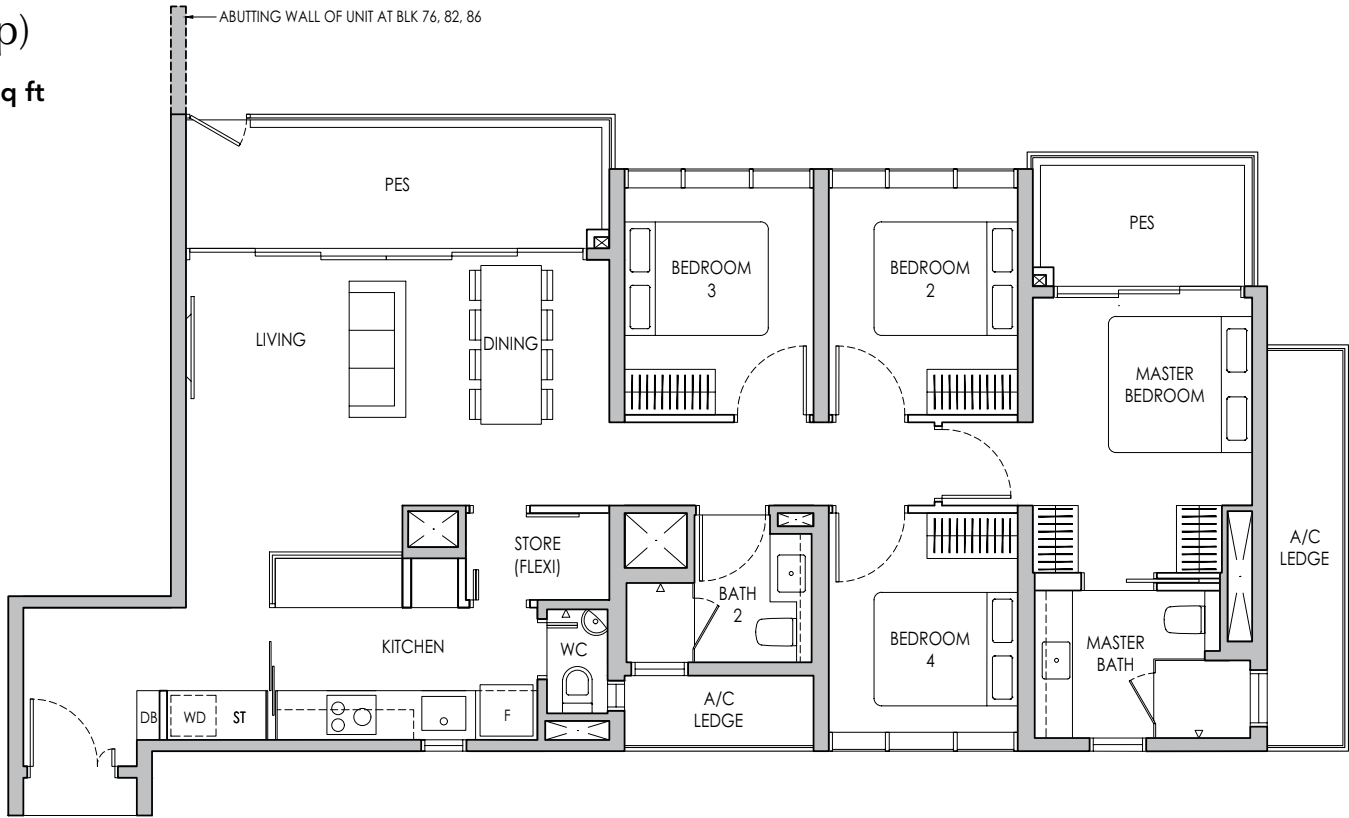 ABUTTING WALL OF UNIT AT BLK 76, 82, 86
p)
q ft
PES
PES
BEDROOM
3
BEDROOM
2
LIVING
DINING
MASTER
BEDROOM
STORE
(FLEXI)
A/C
LEDGE
BATH
2
KITCHEN
WC
BEDROOM
4
MASTER
BATH
A/C
LEDGE
DB
WD
ST
F